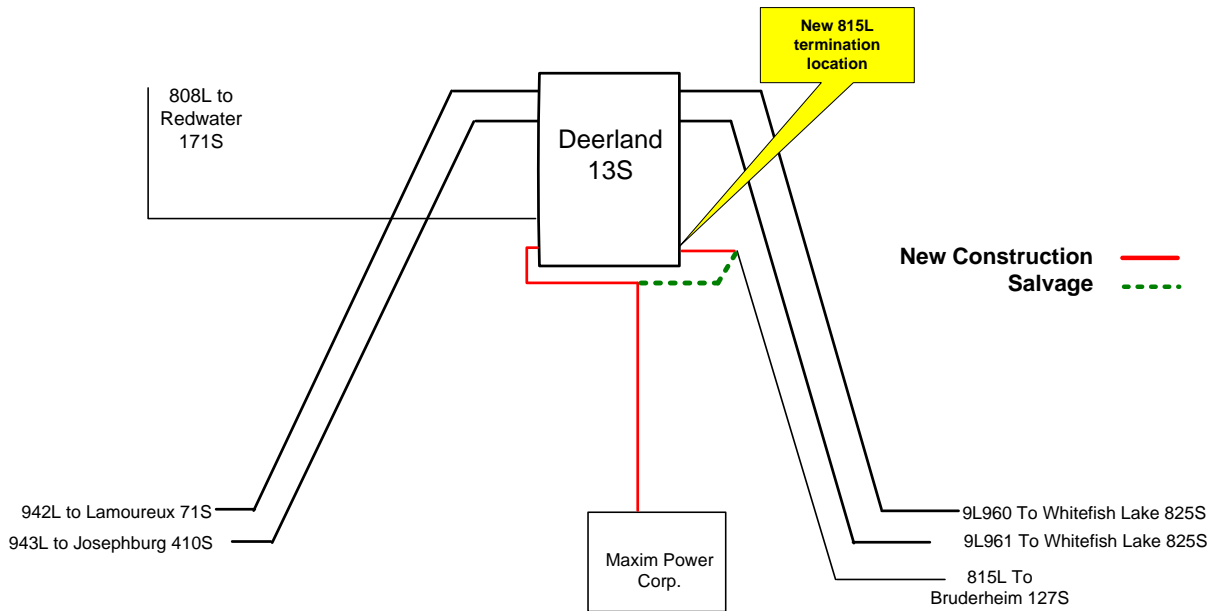 New 815L
termination
location
808L to
Redwater
171S
Deerland
13S
New Construction
Salvage
942L to Lamoureux 71S
943L to Josephburg 410S
Maxim Power
Corp.
9L960 To Whitefish Lake 825S
9L961 To Whitefish Lake 825S
815L To
Bruderheim 127S